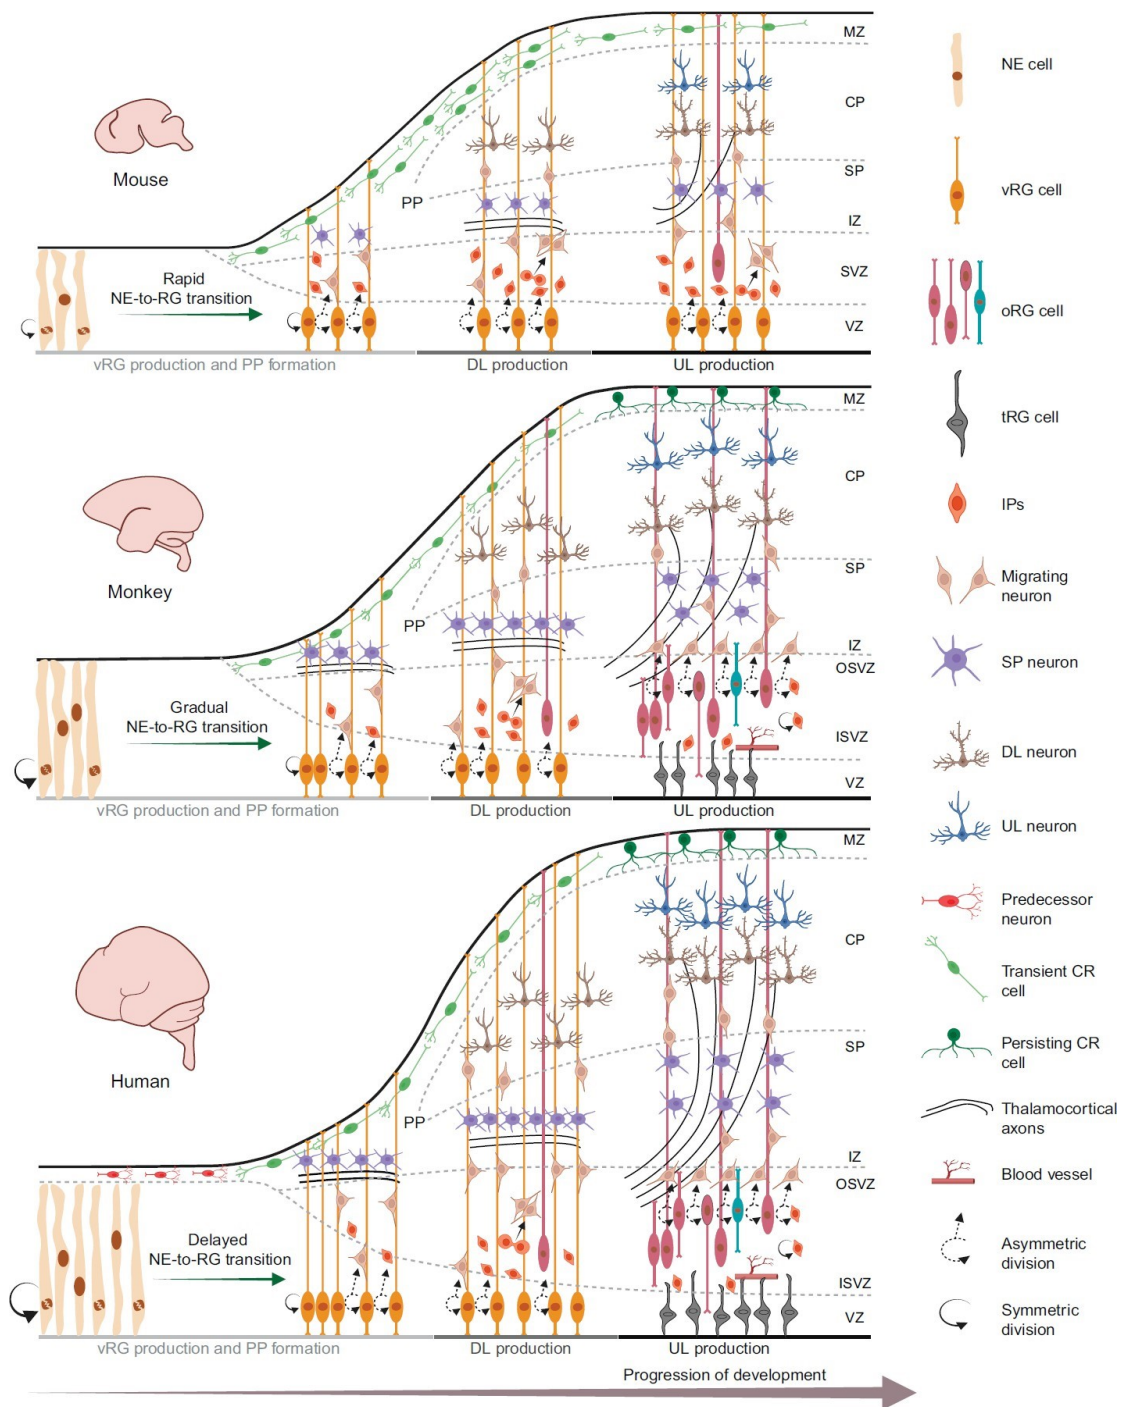 MZ
CP
SP
IZ
SVZ
VZ
Mouse
PP
Rapid
NE-to-RG transition
vRG production and PP formation
DL production
UL production
MZ
CP
SP
IZ
OSVZ
ISVZ
VZ
Monkey
PP
Gradual
NE-to-RG transition
vRG production and PP formation
DL production
UL production
MZ
CP
SP
IZ
OSVZ
ISVZ
VZ
Human
PP
Delayed
NE-to-RG transition
vRG production and PP formation
DL production
UL production
Progression of development
NE cell
vRG cell
oRG cell
tRG cell
IPs
Migrating
neuron
SP neuron
DL neuron
UL neuron
Predecessor
neuron
Transient CR
cell
Persisting CR
cell
Thalamocortical
axons
Blood vessel
Asymmetric
division
Symmetric
division